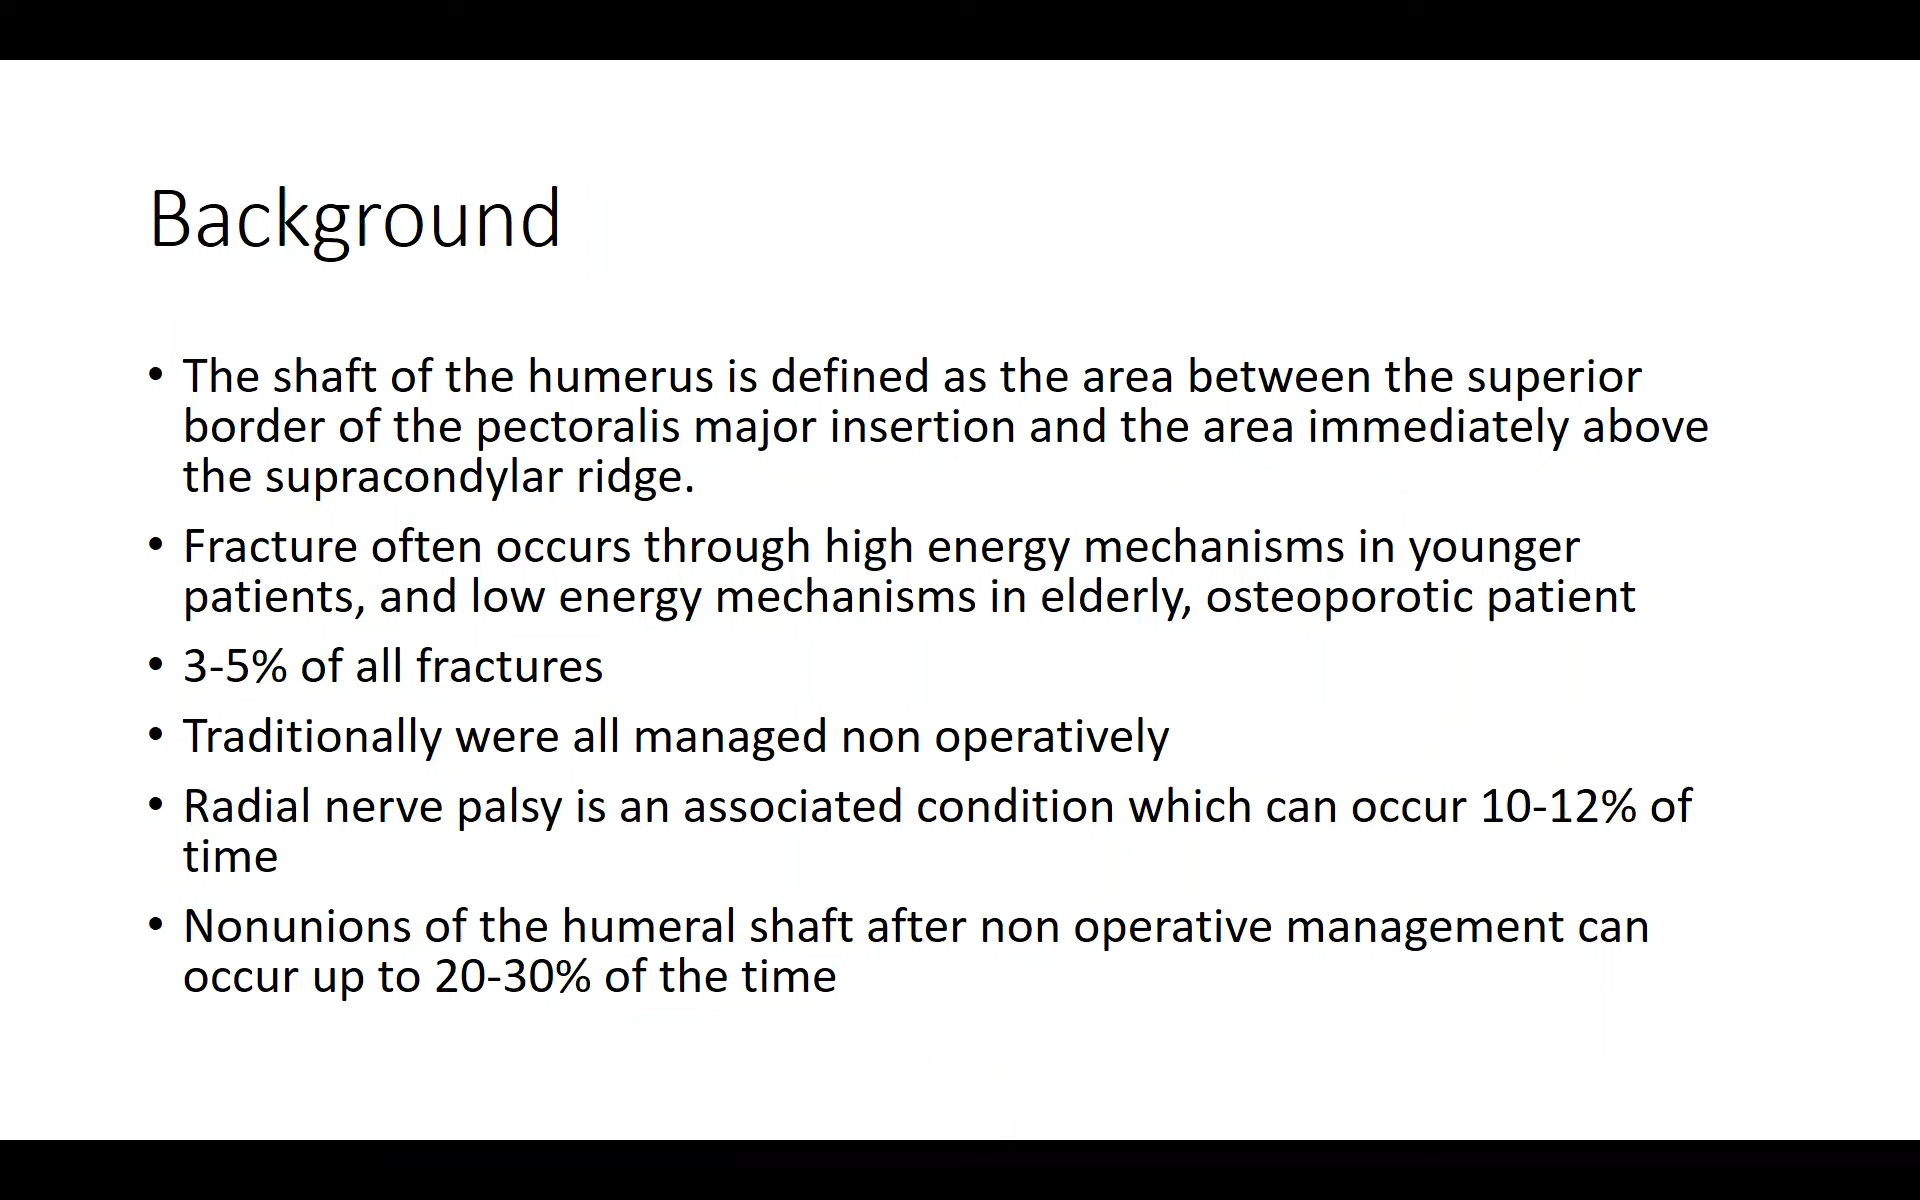 Background
• The shaft of the humerus is defined as the area between the superior
border of the pectoralis major insertion and the area immediately above
the supracondylar ridge.
• Fracture often occurs through high energy mechanisms in younger
patients, and low energy mechanisms in elderly, osteoporotic patient
• 3-5% of all fractures
• Traditionally were all managed non operatively
• Radial nerve palsy is an associated condition which can occur 10-12% of
time
• Nonunions of the humeral shaft after non operative management can
occur up to 20-30% of the time